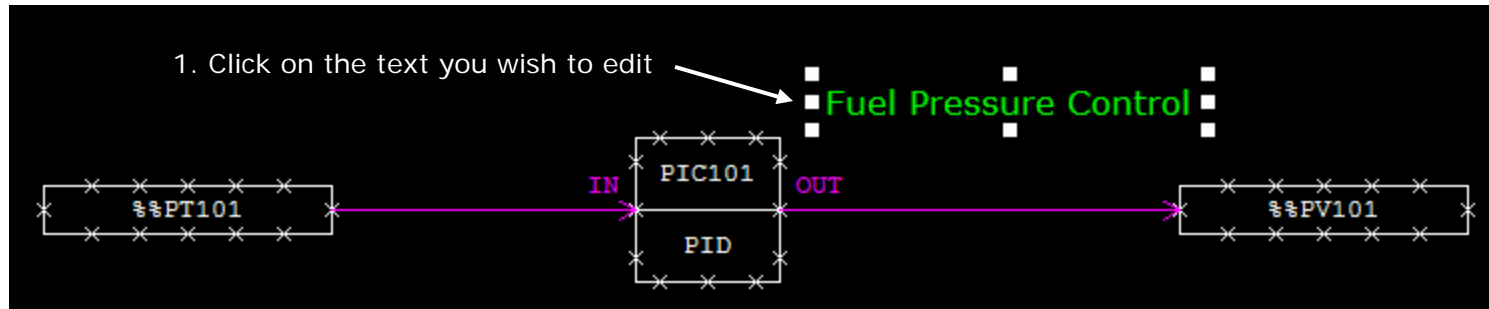 1. Click on the text you wish to edit
Fuel Pressure Control
PIC101
IN
OUT
%%PT101
%%PV101
PID